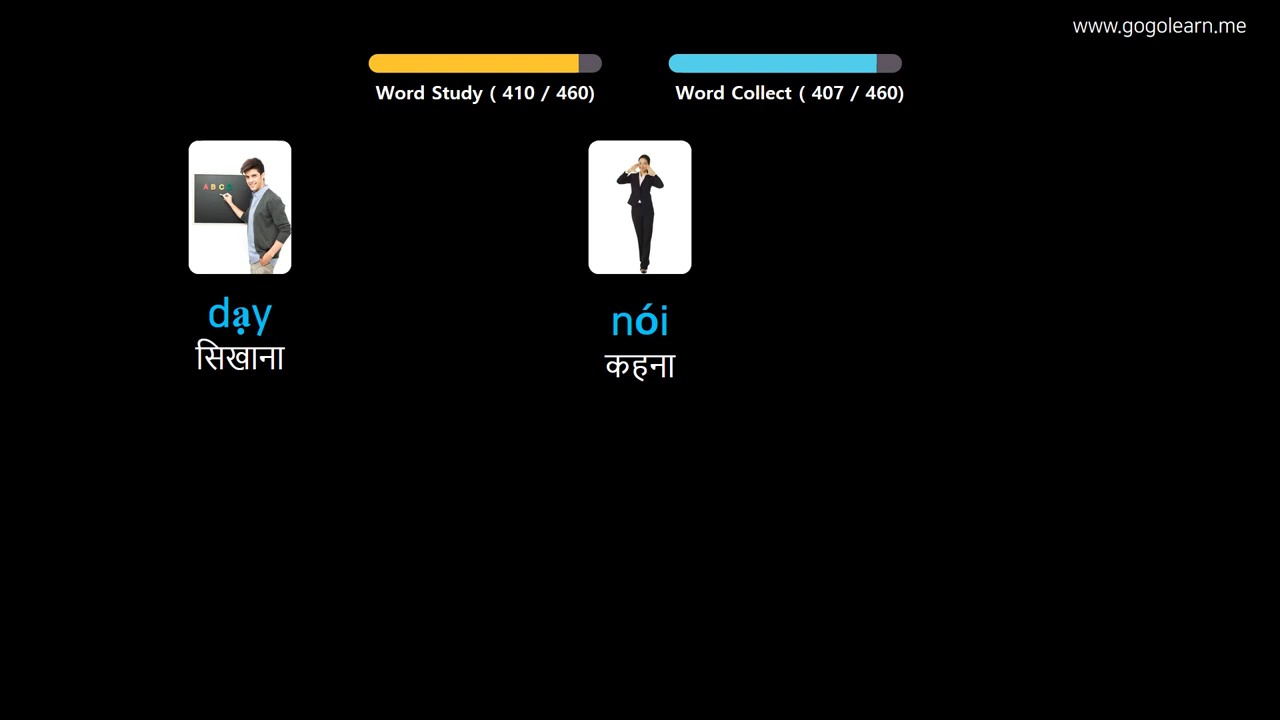 www.gogolearn.me
Word Study ( 410 / 460)
Word Collect ( 407 / 460)
A B C
dạy
सिखाना
nói
कहना